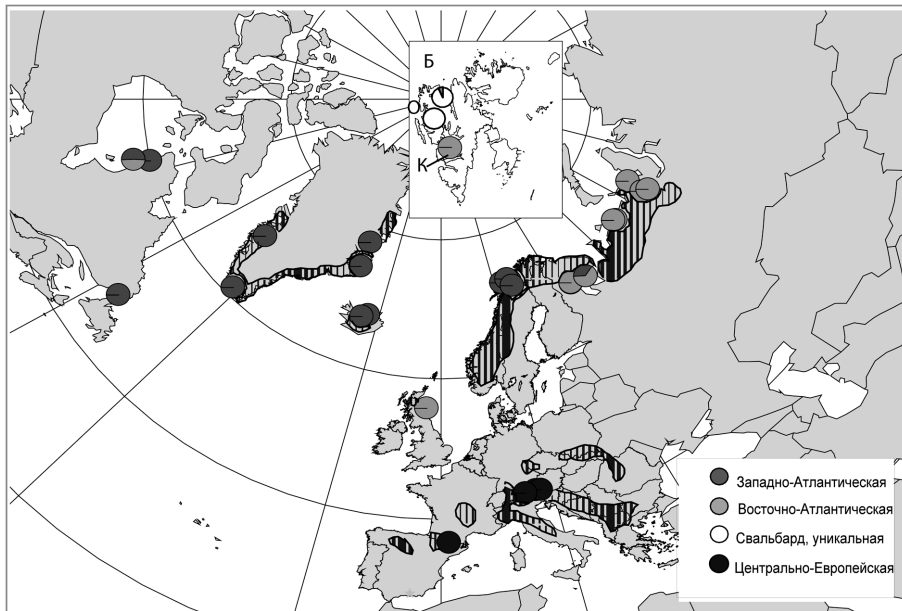 Б
К
Западно-Атлантическая
Восточно-Атлантическая
Свальбард, уникальная
Центрально-Европейская